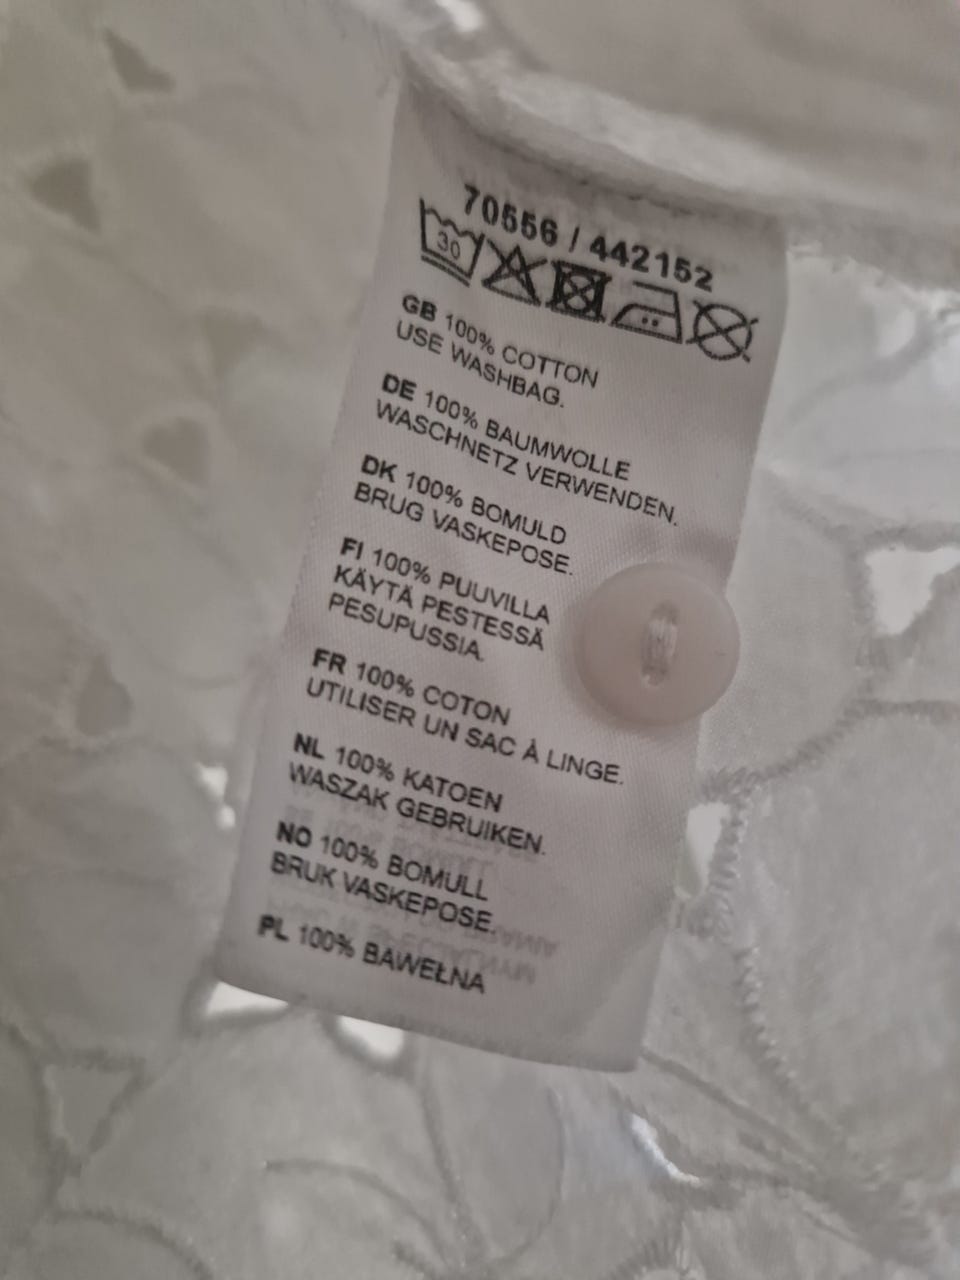 70556 / 442152
30
GB 100% COTTON
USE WASHBAG.
DE 100% BAUMWOLLE
WASCHNETZ VERWENDEN.
DK 100% BOMULD
BRUG VASKEPOSE.
FI 100% PUUVILLA
KÄYTÄ PESTESSÄ
PESUPUSSIA.
FR 100% COTON
UTILISER UN SAC À LINGE.
NL 100% KATOEN
WASZAK GEBRUIKEN.
NO 100% BOMULL
BRUK VASKEPOSE.
PL 100% BAWEŁNA